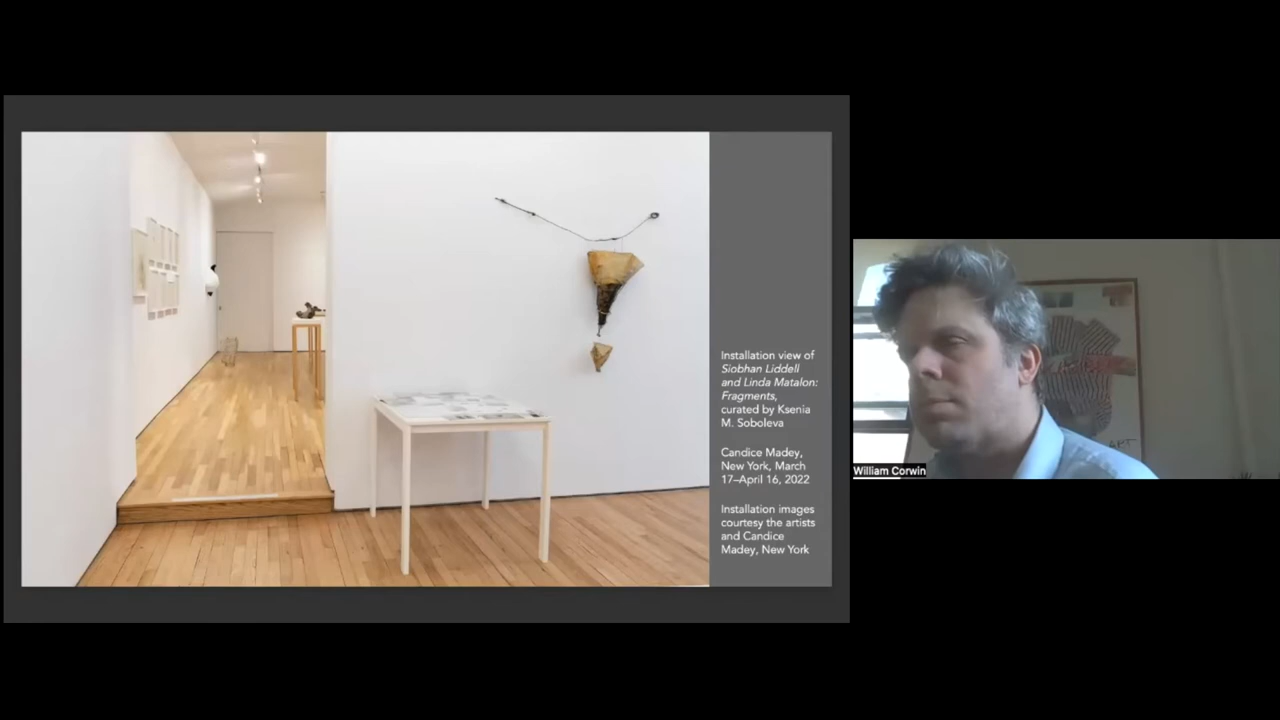 Installation view of
Siobhan Liddell
and Linda Matalon:
Fragments,
curated by Ksenia
M. Soboleva
Candice Madey,
New York, March
17–April 16, 2022
Installation images
courtesy the artists
and Candice
Madey, New York
William Corwin